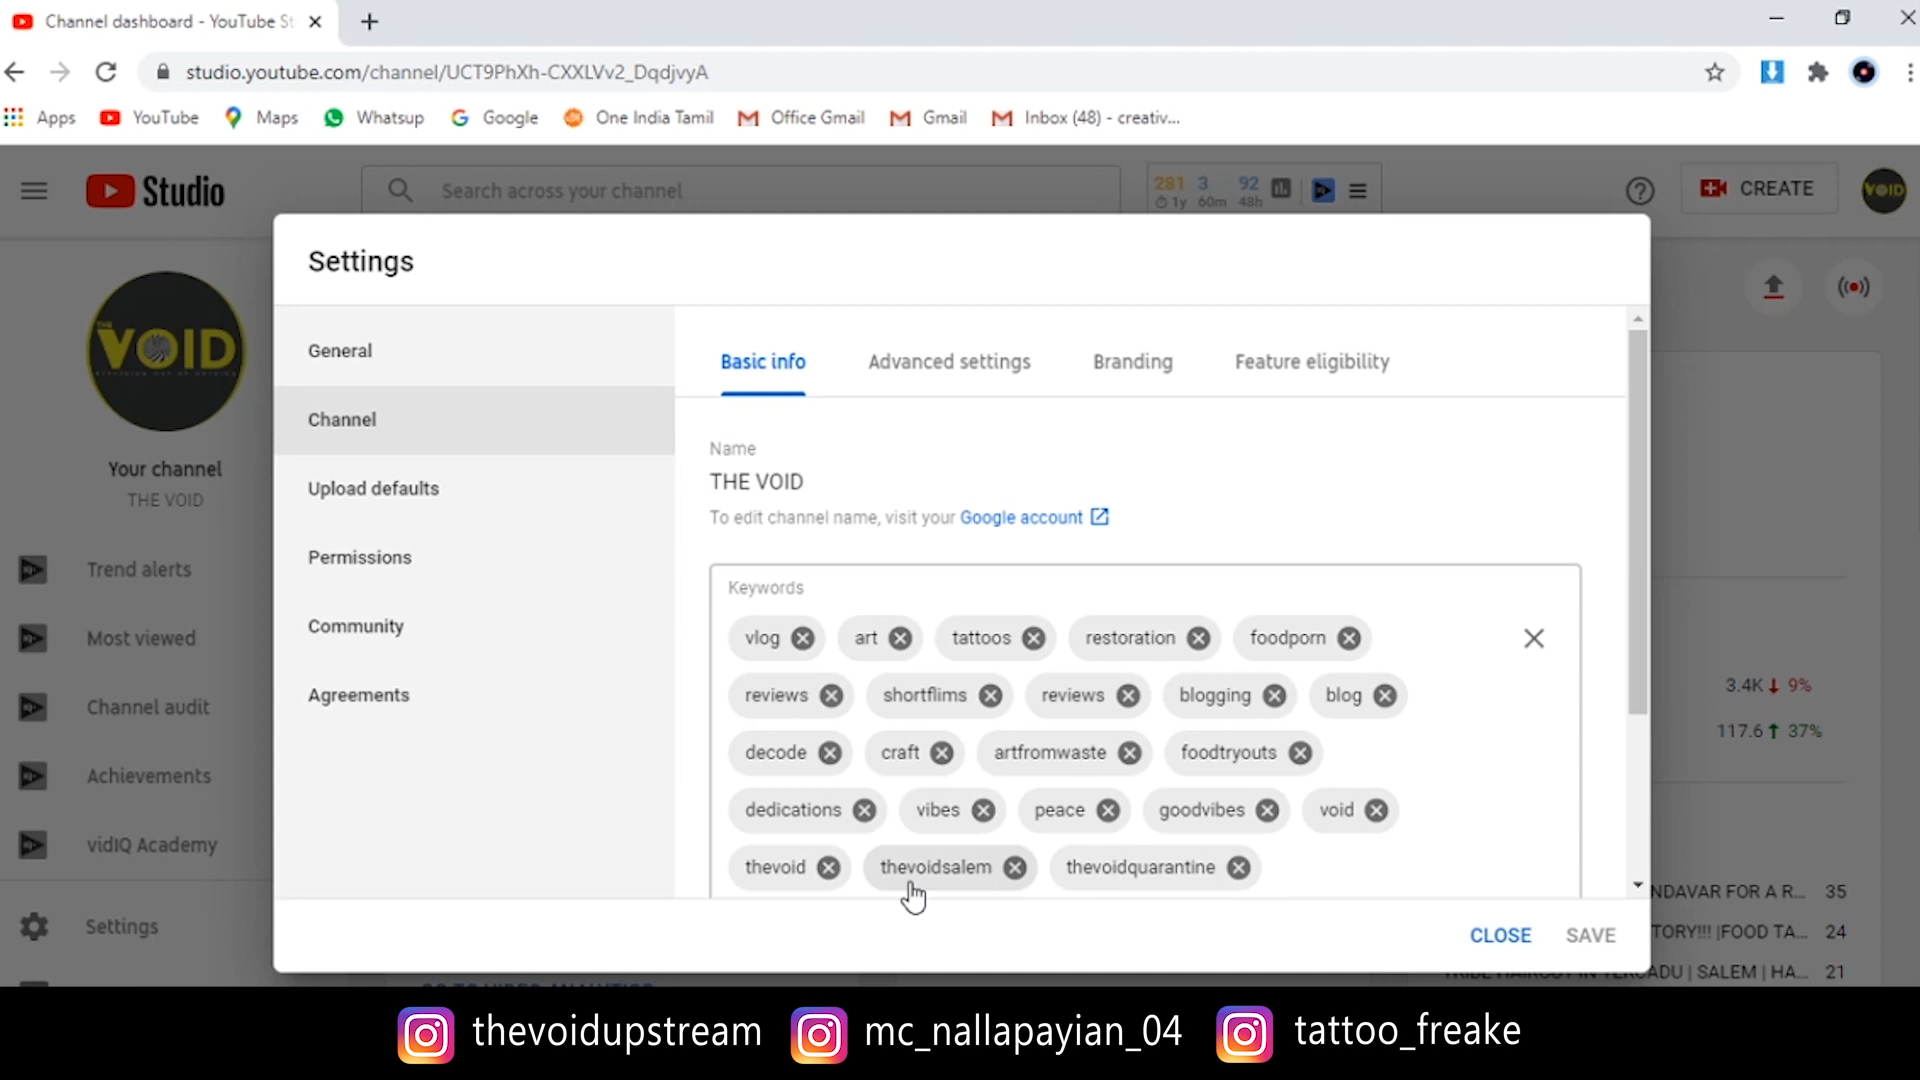 Channel dashboard - YouTube St
studio.youtube.com/channel/UCT9PhXh-CXXLVv2_DqdjvyA
Apps YouTube Maps Whatsup Google One India Tamil Office Gmail Gmail Inbox (48) - creativ...
Studio
Search across your channel
281 3 92
1y 60m 48h
CREATE
VOID
Settings
THE
VOID
Your channel
THE VOID
Trend alerts
Most viewed
Channel audit
Achievements
vidIQ Academy
Settings
General
Channel
Upload defaults
Permissions
Community
Agreements
Basic info Advanced settings Branding Feature eligibility
Name
THE VOID
To edit channel name, visit your Google account
Keywords
vlog art tattoos restoration foodporn
reviews shortflims reviews blogging blog
decode craft artfromwaste foodtryouts
dedications vibes peace goodvibes void
thevoid thevoidsalem thevoidquarantine
CLOSE SAVE
3.4K 9%
117.6 37%
NDAVAR FOR A R... 35
TORY!!! |FOOD TA... 24
| SALEM | HA... 21
thevoidupstream mc_nallapayian_04 tattoo_freake